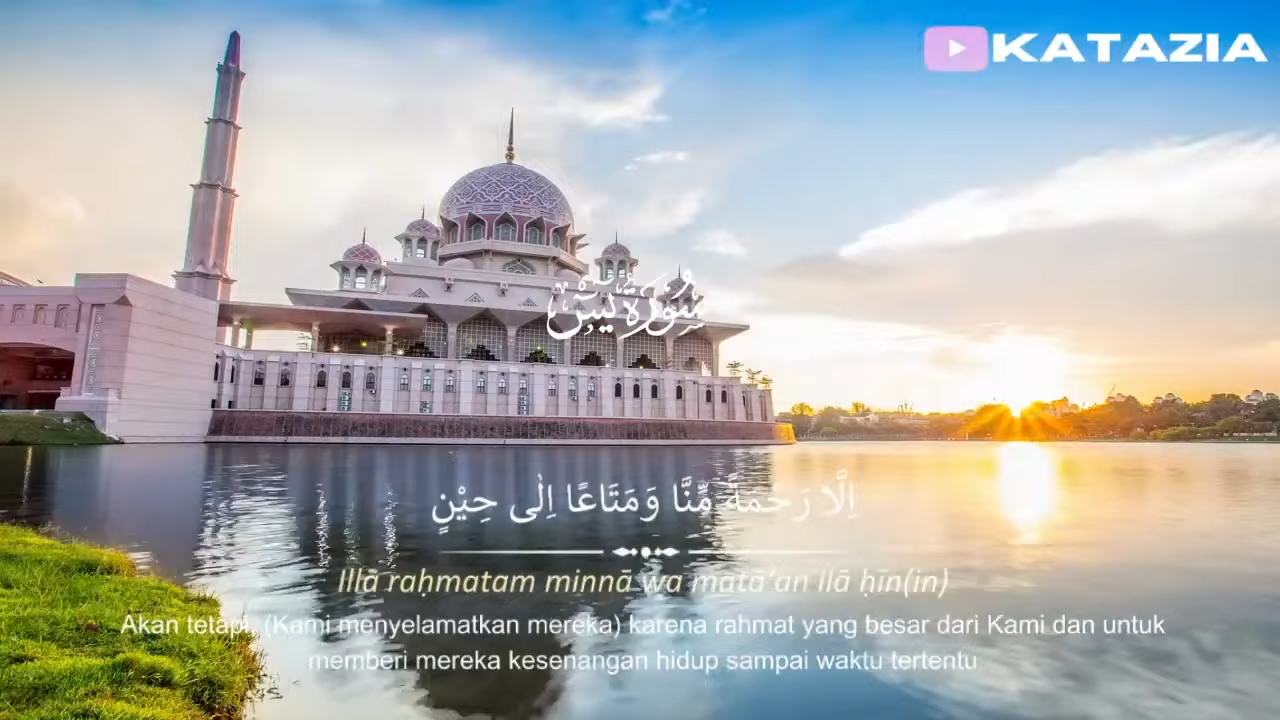 KATAZIA
سُورَةُ يٰسٓ
اِلَّا رَحْمَةً مِّنَّا وَمَتَاعًا اِلٰى حِيْنٍ
Illā raḥmatam minnā wa matā‘an ilā ḥīn(in)
Akan tetapi, (Kami menyelamatkan mereka) karena rahmat yang besar dari Kami dan untuk
memberi mereka kesenangan hidup sampai waktu tertentu